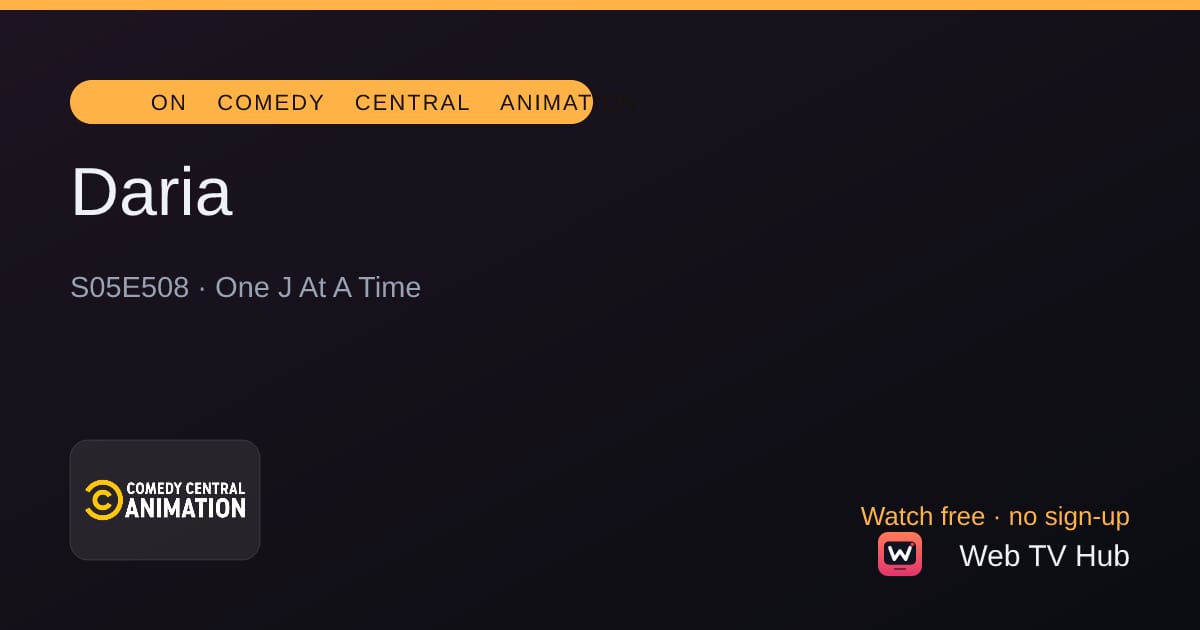 ON COMEDY CENTRAL ANIMATION
Daria
S05E508 · One J At A Time
COMEDY CENTRAL
ANIMATION
Watch free · no sign-up
W
Web TV Hub